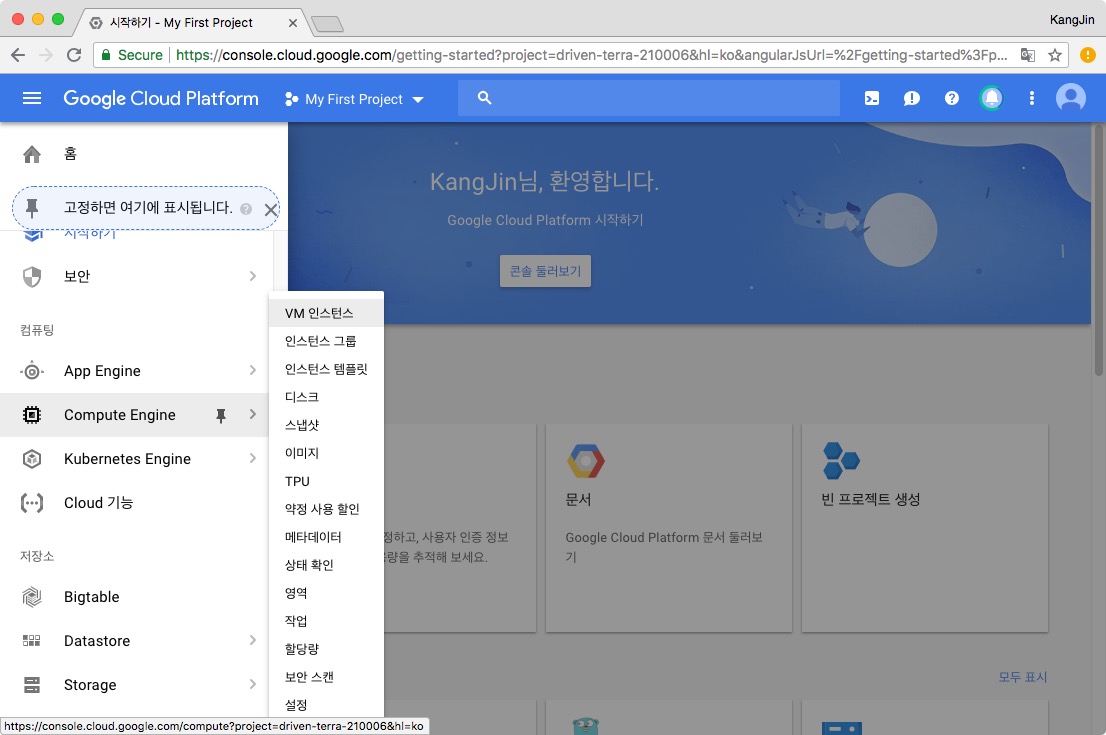 시작하기 - My First Project
KangJin
Secure
https://console.cloud.google.com/getting-started?project=driven-terra-210006&hl=ko&angularJsUrl=%2Fgetting-started%3Fp...
Google Cloud Platform
My First Project
홈
고정하면 여기에 표시됩니다.
시작하기
보안
컴퓨팅
App Engine
Compute Engine
Kubernetes Engine
Cloud 기능
저장소
Bigtable
Datastore
Storage
VM 인스턴스
인스턴스 그룹
인스턴스 템플릿
디스크
스냅샷
이미지
TPU
약정 사용 할인
메타데이터
상태 확인
영역
작업
할당량
보안 스캔
설정
KangJin님, 환영합니다.
Google Cloud Platform 시작하기
콘솔 둘러보기
정하고, 사용자 인증 정보
용량을 추적해 보세요.
문서
Google Cloud Platform 문서 둘러보
기
빈 프로젝트 생성
모두 표시
https://console.cloud.google.com/compute?project=driven-terra-210006&hl=ko